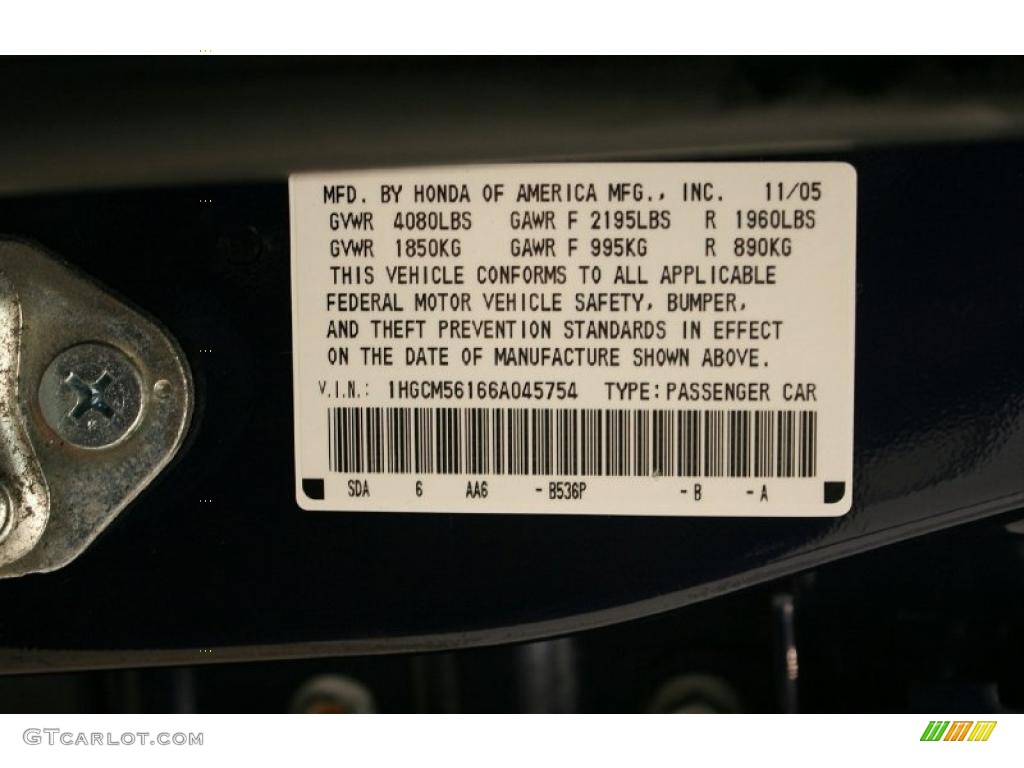 MFD. BY HONDA OF AMERICA MFG., INC. 11/05
GVWR 4080LBS GAWR F 2195LBS R 1960LBS
GVWR 1850KG GAWR F 995KG R 890KG
THIS VEHICLE CONFORMS TO ALL APPLICABLE
FEDERAL MOTOR VEHICLE SAFETY, BUMPER,
AND THEFT PREVENTION STANDARDS IN EFFECT
ON THE DATE OF MANUFACTURE SHOWN ABOVE.
V.I.N.: 1HGCM56166A045754 TYPE: PASSENGER CAR
SDA 6 AA6 - B536P - B - A
GTCARLOT.COM